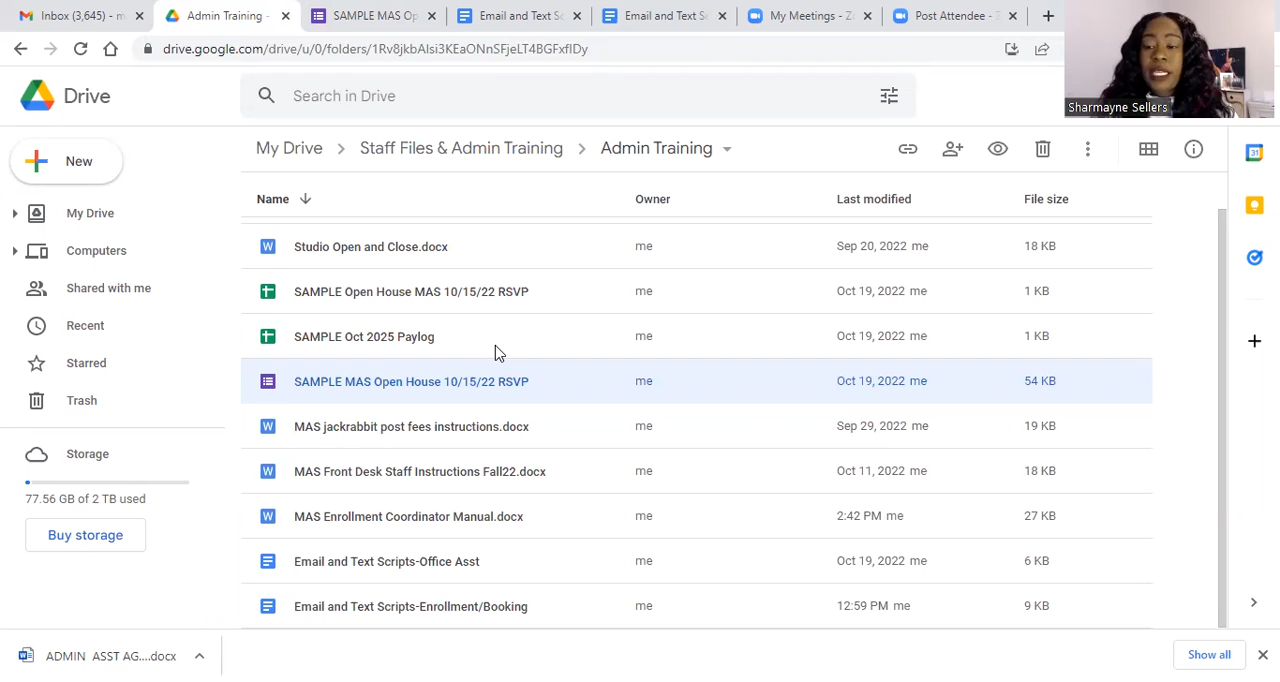 Inbox (3,645) - m
Admin Training -
SAMPLE MAS Op
Email and Text Sc
Email and Text S
My Meetings - Z
Post Attendee - Z
drive.google.com/drive/u/0/folders/1Rv8jkbAIsi3KEaONnSFjeLT4BGFxfIDy
Drive
Search in Drive
Sharmayne Sellers
New
My Drive
Computers
Shared with me
Recent
Starred
Trash
Storage
77.56 GB of 2 TB used
Buy storage
My Drive > Staff Files & Admin Training > Admin Training
Name Owner Last modified File size
Studio Open and Close.docx me Sep 20, 2022 me 18 KB
SAMPLE Open House MAS 10/15/22 RSVP me Oct 19, 2022 me 1 KB
SAMPLE Oct 2025 Paylog me Oct 19, 2022 me 1 KB
SAMPLE MAS Open House 10/15/22 RSVP me Oct 19, 2022 me 54 KB
MAS jackrabbit post fees instructions.docx me Sep 29, 2022 me 19 KB
MAS Front Desk Staff Instructions Fall22.docx me Oct 11, 2022 me 18 KB
MAS Enrollment Coordinator Manual.docx me 2:42 PM me 27 KB
Email and Text Scripts-Office Asst me Oct 19, 2022 me 6 KB
Email and Text Scripts-Enrollment/Booking me 12:59 PM me 9 KB
31
ADMIN ASST AG....docx
Show all